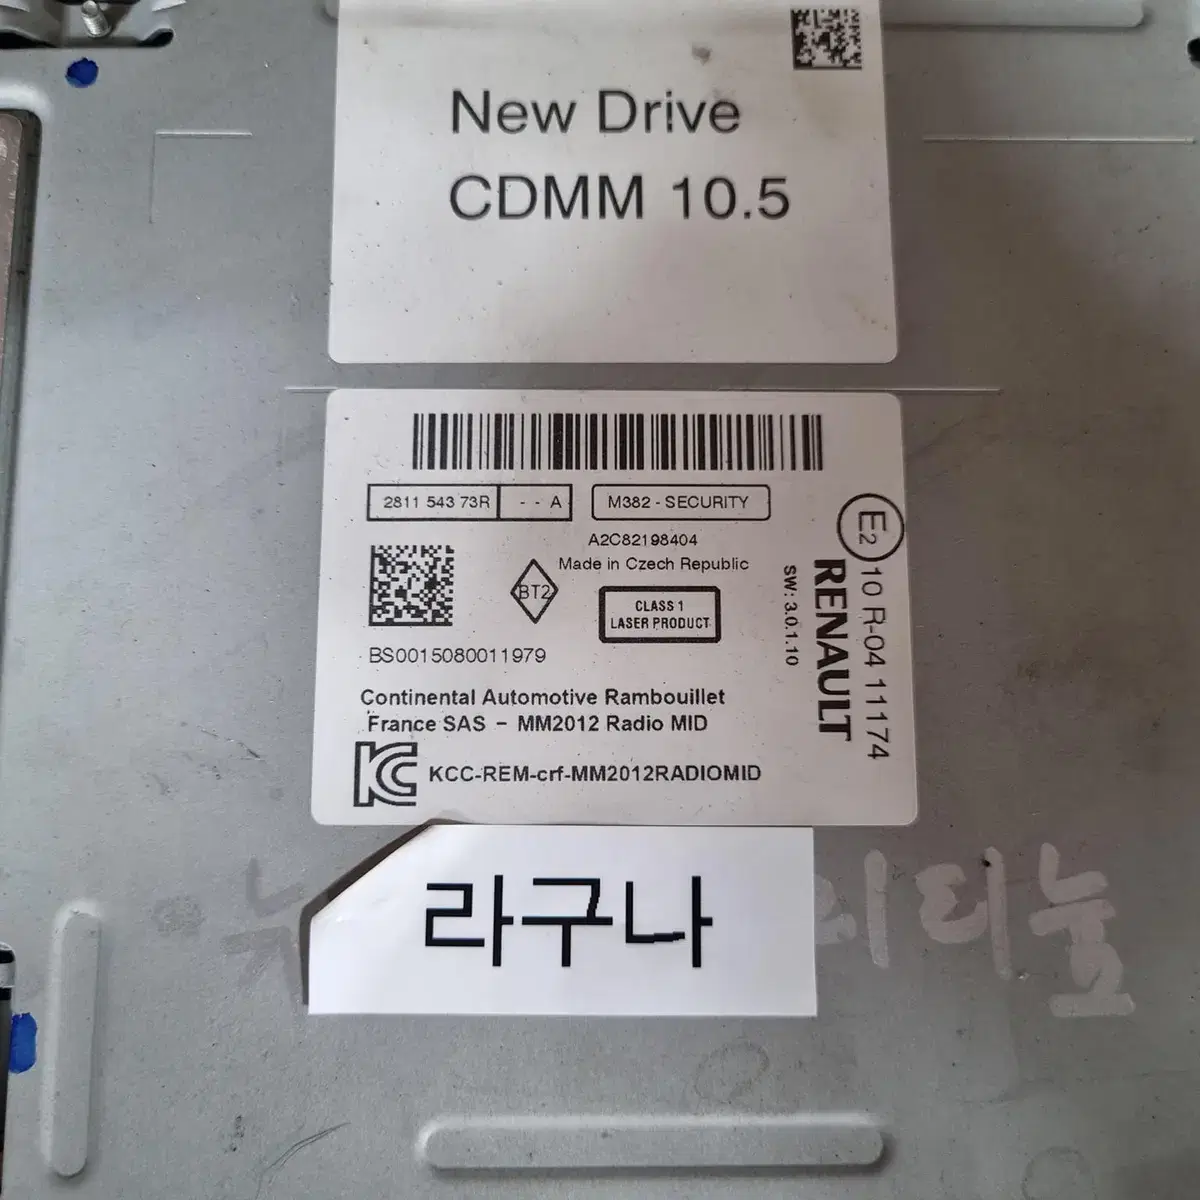 New Drive
CDMM 10.5
2811 543 73R - - A M382 - SECURITY
A2C82198404
Made in Czech Republic
BT2
CLASS 1
LASER PRODUCT
BS0015080011979
Continental Automotive Rambouillet
France SAS - MM2012 Radio MID
KC KCC-REM-crf-MM2012RADIOMID
SW: 3.0.1.10
RENAULT
E2 10 R-04 11174
라구나